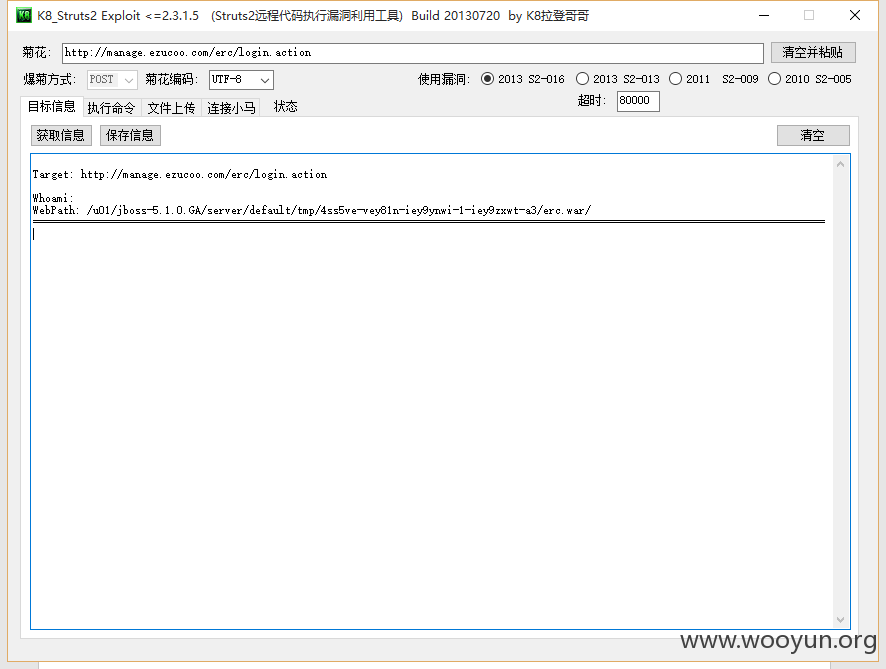 K8_Struts2 Exploit <=2.3.1.5 (Struts2远程代码执行漏洞利用工具) Build 20130720 by K8拉登哥哥
菊花: http://manage.ezucoo.com/erc/login.action 清空并粘贴
爆菊方式: POST 菊花编码: UTF-8 使用漏洞: 2013 S2-016 2013 S2-013 2011 S2-009 2010 S2-005
超时: 80000
目标信息 执行命令 文件上传 连接小马 状态
获取信息 保存信息 清空
Target: http://manage.ezucoo.com/erc/login.action
Whoami:
WebPath: /u01/jboss-5.1.0.GA/server/default/tmp/4ss5ve-vey81n-iey9ynwi-1-iey9zxwt-a3/erc.war/
www.wooyun.org